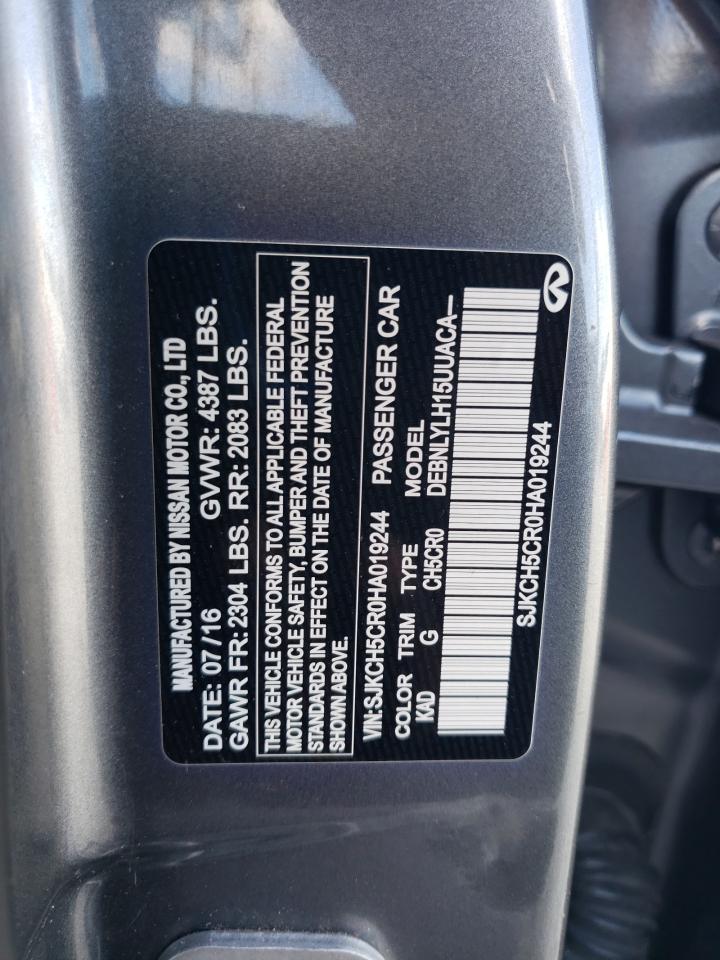 MANUFACTURED BY NISSAN MOTOR CO., LTD
DATE: 07/16 GVWR: 4387 LBS.
GAWR FR: 2304 LBS. RR: 2083 LBS.
THIS VEHICLE CONFORMS TO ALL APPLICABLE FEDERAL
MOTOR VEHICLE SAFETY, BUMPER AND THEFT PREVENTION
STANDARDS IN EFFECT ON THE DATE OF MANUFACTURE
SHOWN ABOVE.
VIN:SJKCH5CR0HA019244 PASSENGER CAR
COLOR TRIM TYPE MODEL
KAD G CH5CR0 DEBNLYLH15UUACA—
SJKCH5CR0HA019244